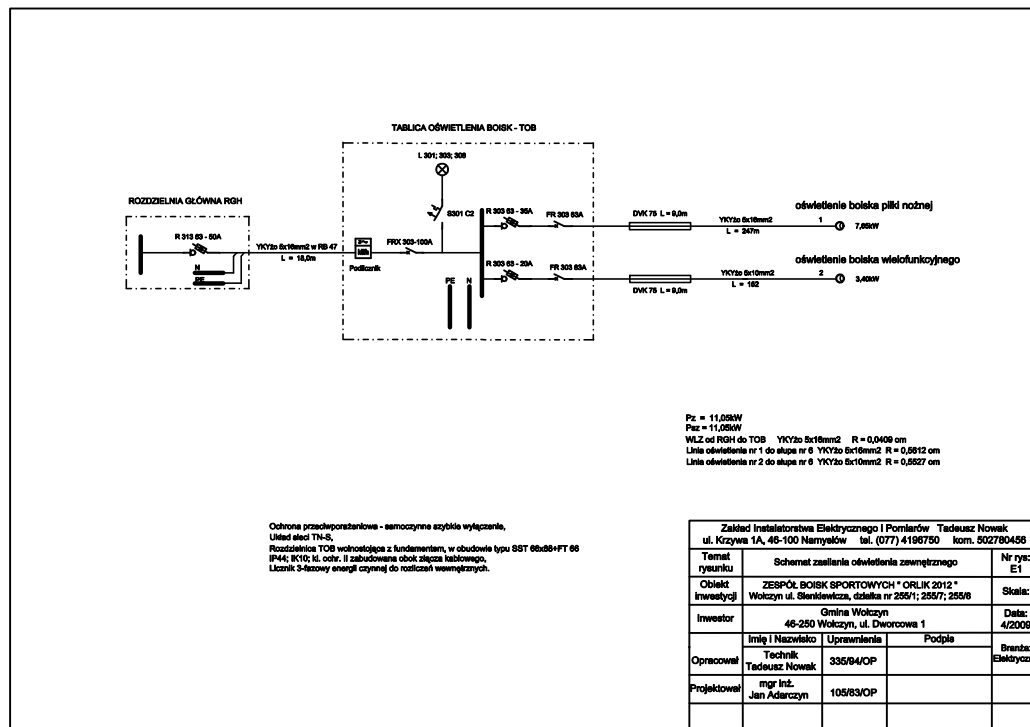 TABLICA OŚWIETLENIA BOISK - TOB
L 301; 303; 308
ROZDZIELNIA GŁÓWNA RGH
R 313 63 - 50A
N
PE
YKYżo 5x16mm2 w RB 47
L = 18,0m
Podlicznik
FRX 303-100A
S301 C2
PE N
R 303 63 - 35A
FR 303 63A
DVK 75 L = 9,0m
YKYżo 5x16mm2
L = 247m
oświetlenie boiska piłki nożnej
1
7,65kW
R 303 63 - 20A
FR 303 63A
DVK 75 L = 9,0m
YKYżo 5x10mm2
L = 152
oświetlenie boiska wielofunkcyjnego
2
3,40kW
Pz = 11,05kW
Psz = 11,05kW
WLZ od RGH do TOB YKYżo 5x16mm2 R = 0,0409 om
Linia oświetlenia nr 1 do słupa nr 6 YKYżo 5x16mm2 R = 0,5612 om
Linia oświetlenia nr 2 do słupa nr 6 YKYżo 5x10mm2 R = 0,5527 om
Ochrona przeciwporażeniowa - samoczynne szybkie wyłączenie,
Układ sieci TN-S,
Rozdzielnica TOB wolnostojąca z fundamentem, w obudowie typu SST 66x88+FT 66
IP44; IK10; kl. ochr. II zabudowana obok złącza kablowego,
Licznik 3-fazowy energii czynnej do rozliczeń wewnętrznych.
Zakład Instalatorstwa Elektrycznego i Pomiarów Tadeusz Nowak
ul. Krzywa 1A, 46-100 Namysłów tel. (077) 4196750 kom. 502780456
Temat rysunku
Schemat zasilania oświetlenia zewnętrznego
Nr rys:
E1
Obiekt inwestycji
ZESPÓŁ BOISK SPORTOWYCH " ORLIK 2012 "
Wołczyn ul. Sienkiewicza, działka nr 255/1; 255/7; 255/8
Skala:
Inwestor
Gmina Wołczyn
46-250 Wołczyn, ul. Dworcowa 1
Data:
4/2009
Imię i Nazwisko Uprawnienia Podpis
Branża:
Elektryczn
Opracował
Technik
Tadeusz Nowak
335/94/OP
Projektował
mgr inż.
Jan Adarczyn
105/83/OP